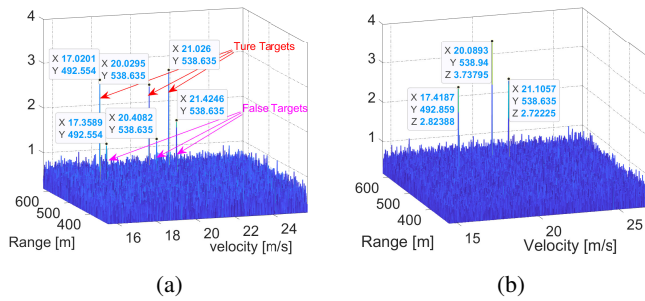 4
3
2
1
X 17.0201
Y 492.554
X 20.0295
Y 538.635
X 21.026
Y 538.635
Ture Targets
X 17.3589
Y 492.554
X 20.4082
Y 538.635
X 21.4246
Y 538.635
False Targets
600
500
400
Range [m]
16
18
20
22
24
velocity [m/s]
(a)
4
3
2
1
X 20.0893
Y 538.94
Z 3.73795
X 17.4187
Y 492.859
Z 2.82388
X 21.1057
Y 538.635
Z 2.72225
600
500
400
Range [m]
15
20
25
Velocity [m/s]
(b)